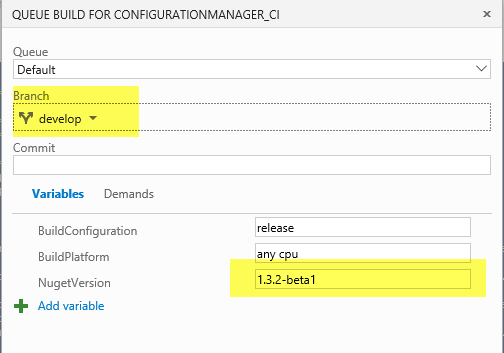 QUEUE BUILD FOR CONFIGURATIONMANAGER_CI
Queue
Default
Branch
develop
Commit
Variables Demands
BuildConfiguration release
BuildPlatform any cpu
NugetVersion 1.3.2-beta1
Add variable